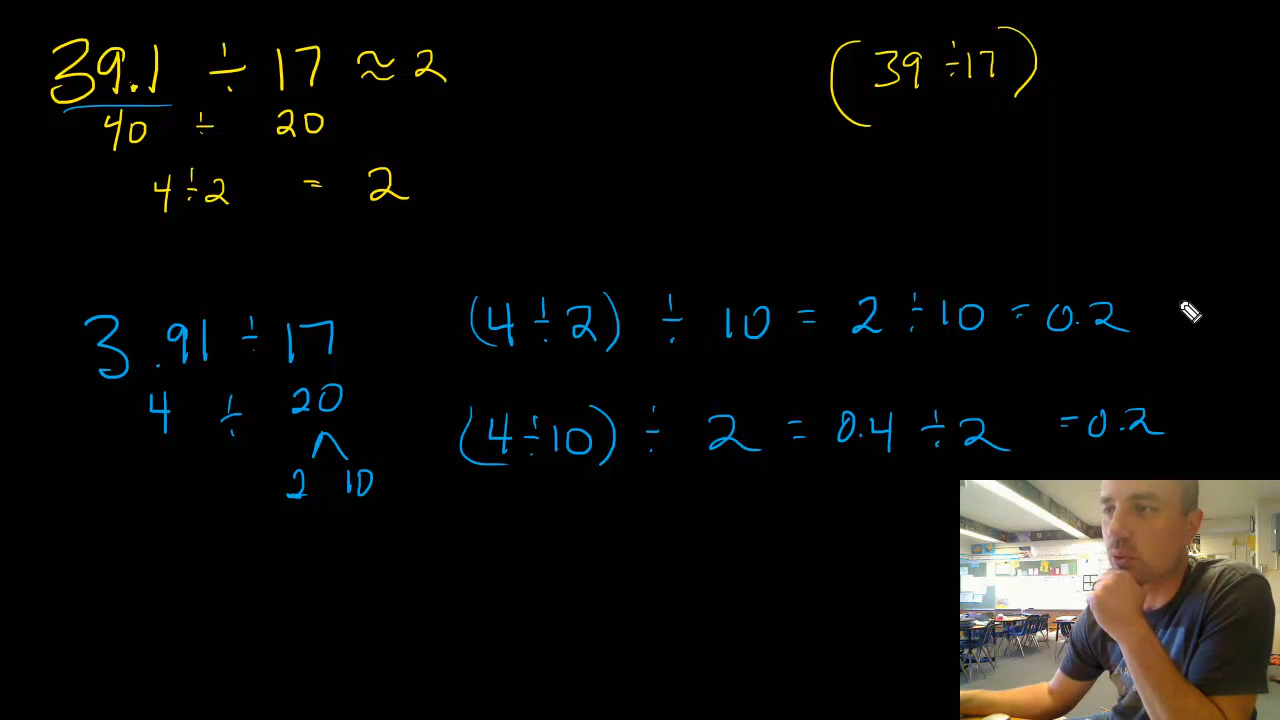 39.1 ÷ 17 ≈ 2
(39 ÷ 17)
40 ÷ 20
4 ÷ 2 = 2
3.91 ÷ 17
(4 ÷ 2) ÷ 10 = 2 ÷ 10 = 0.2
4 ÷ 20
(4 ÷ 10) ÷ 2 = 0.4 ÷ 2 = 0.2
2 10